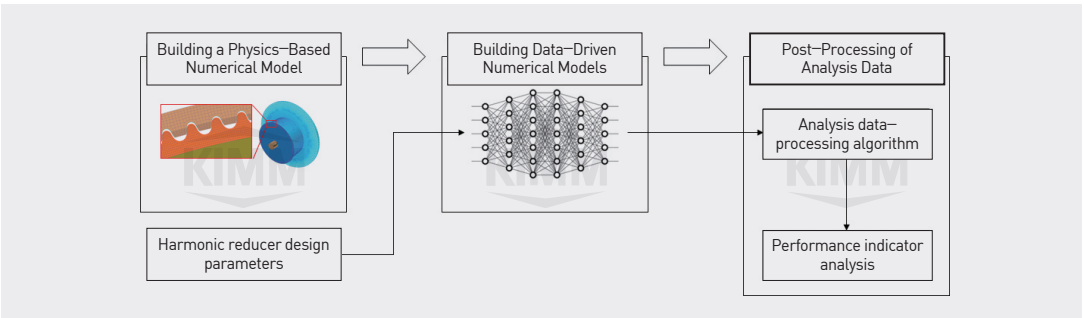 Building a Physics–Based
Numerical Model
Building Data–Driven
Numerical Models
Post–Processing of
Analysis Data
KIMM
KIMM
KIMM
Analysis data–
processing algorithm
Harmonic reducer design
parameters
Performance indicator
analysis